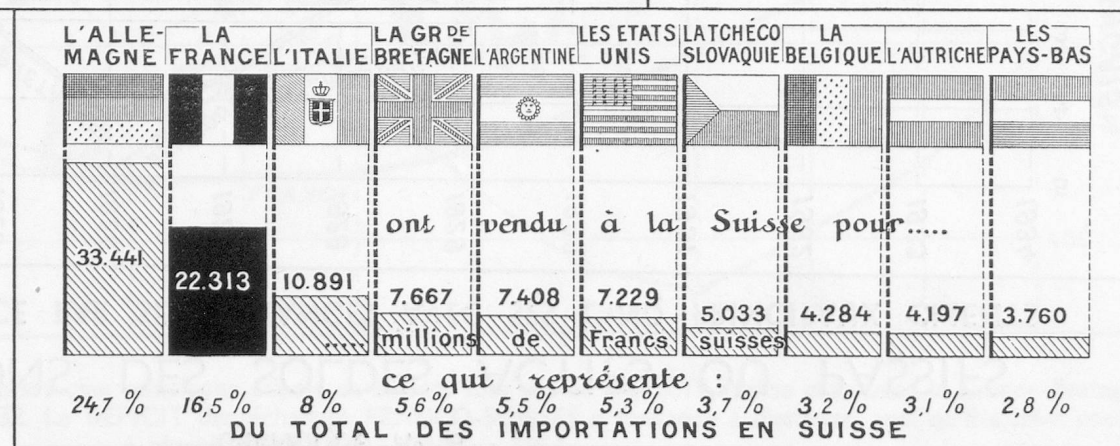 L'ALLE-
MAGNE
LA
FRANCE
L'ITALIE
LA GRDE
BRETAGNE
L'ARGENTINE
LES ETATS
UNIS
LA TCHÉCO
SLOVAQUIE
LA
BELGIQUE
L'AUTRICHE
LES
PAYS-BAS
ont vendu à la Suisse pour.....
33.441
22.313
10.891
7.667
7.408
7.229
5.033
4.284
4.197
3.760
..... millions de Francs suisses
ce qui représente :
24,7 % 16,5 % 8 % 5,6 % 5,5 % 5,3 % 3,7 % 3,2 % 3,1 % 2,8 %
DU TOTAL DES IMPORTATIONS EN SUISSE